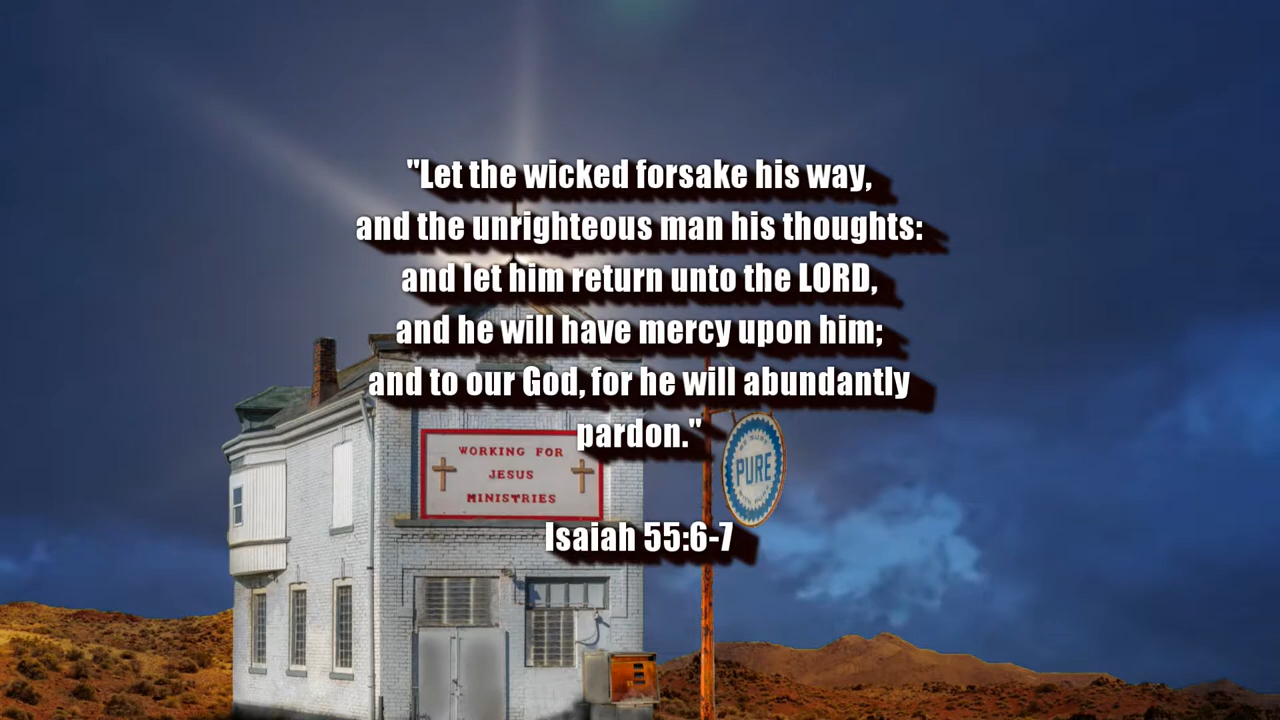 "Let the wicked forsake his way,
and the unrighteous man his thoughts:
and let him return unto the LORD,
and he will have mercy upon him;
and to our God, for he will abundantly
pardon."
WORKING FOR
JESUS
MINISTRIES
PURE
Isaiah 55:6-7